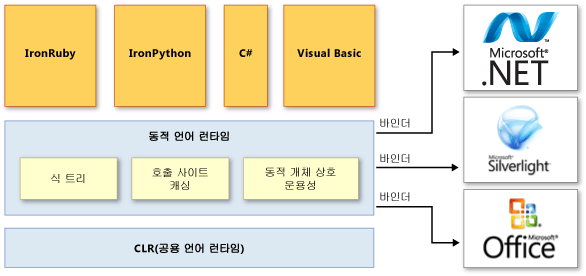 IronRuby
IronPython
C#
Visual Basic
Microsoft®
.NET
동적 언어 런타임
바인더
식 트리
호출 사이트
캐싱
동적 개체 상호
운용성
바인더
Microsoft®
Silverlight™
바인더
Microsoft®
Office
CLR(공용 언어 런타임)